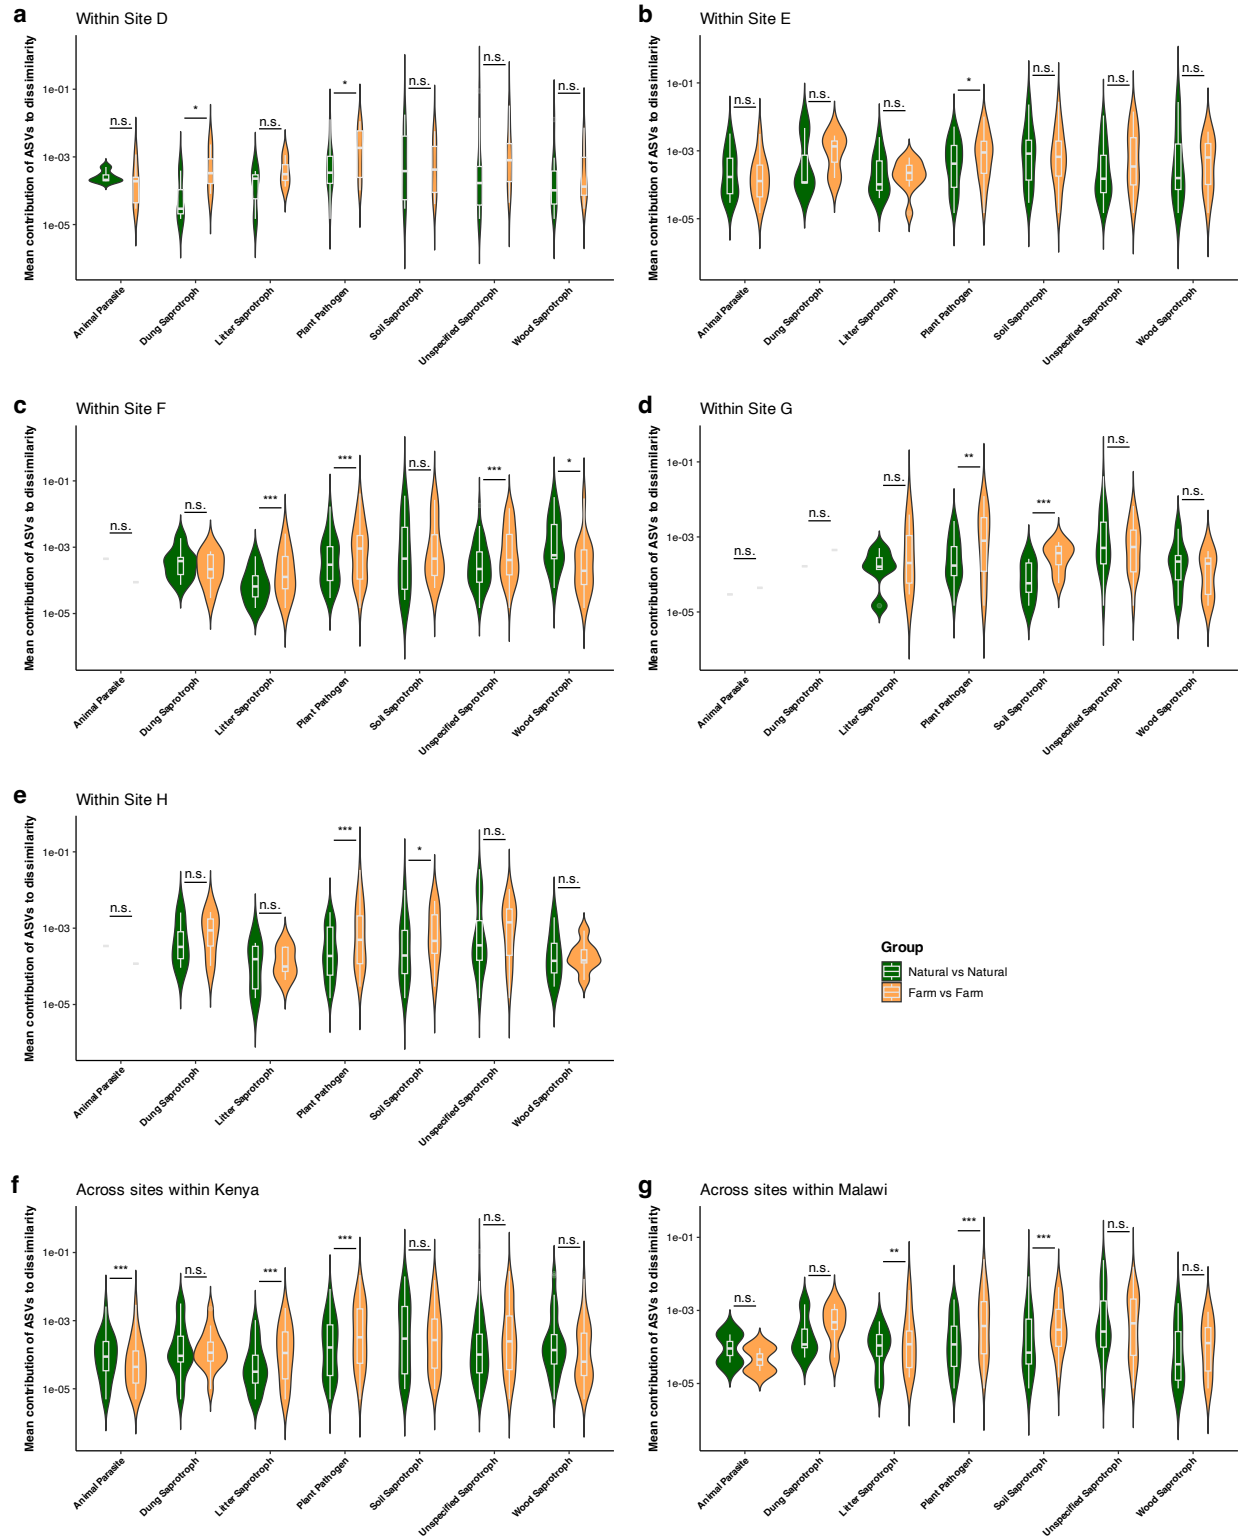 a
Within Site D
Mean contribution of ASVs to dissimilarity
1e-01
1e-03
1e-05
n.s.
*
n.s.
*
n.s.
n.s.
n.s.
Animal Parasite
Dung Saprotroph
Litter Saprotroph
Plant Pathogen
Soil Saprotroph
Unspecified Saprotroph
Wood Saprotroph
b
Within Site E
Mean contribution of ASVs to dissimilarity
1e-01
1e-03
1e-05
n.s.
n.s.
n.s.
*
n.s.
n.s.
n.s.
Animal Parasite
Dung Saprotroph
Litter Saprotroph
Plant Pathogen
Soil Saprotroph
Unspecified Saprotroph
Wood Saprotroph
c
Within Site F
Mean contribution of ASVs to dissimilarity
1e-01
1e-03
1e-05
n.s.
n.s.
***
***
n.s.
***
*
Animal Parasite
Dung Saprotroph
Litter Saprotroph
Plant Pathogen
Soil Saprotroph
Unspecified Saprotroph
Wood Saprotroph
d
Within Site G
Mean contribution of ASVs to dissimilarity
1e-01
1e-03
1e-05
n.s.
n.s.
n.s.
**
***
n.s.
n.s.
Animal Parasite
Dung Saprotroph
Litter Saprotroph
Plant Pathogen
Soil Saprotroph
Unspecified Saprotroph
Wood Saprotroph
e
Within Site H
Mean contribution of ASVs to dissimilarity
1e-01
1e-03
1e-05
n.s.
n.s.
n.s.
***
*
n.s.
n.s.
Animal Parasite
Dung Saprotroph
Litter Saprotroph
Plant Pathogen
Soil Saprotroph
Unspecified Saprotroph
Wood Saprotroph
Group
Natural vs Natural
Farm vs Farm
f
Across sites within Kenya
Mean contribution of ASVs to dissimilarity
1e-01
1e-03
1e-05
***
n.s.
***
***
n.s.
n.s.
n.s.
Animal Parasite
Dung Saprotroph
Litter Saprotroph
Plant Pathogen
Soil Saprotroph
Unspecified Saprotroph
Wood Saprotroph
g
Across sites within Malawi
Mean contribution of ASVs to dissimilarity
1e-01
1e-03
1e-05
n.s.
n.s.
**
***
***
n.s.
n.s.
Animal Parasite
Dung Saprotroph
Litter Saprotroph
Plant Pathogen
Soil Saprotroph
Unspecified Saprotroph
Wood Saprotroph